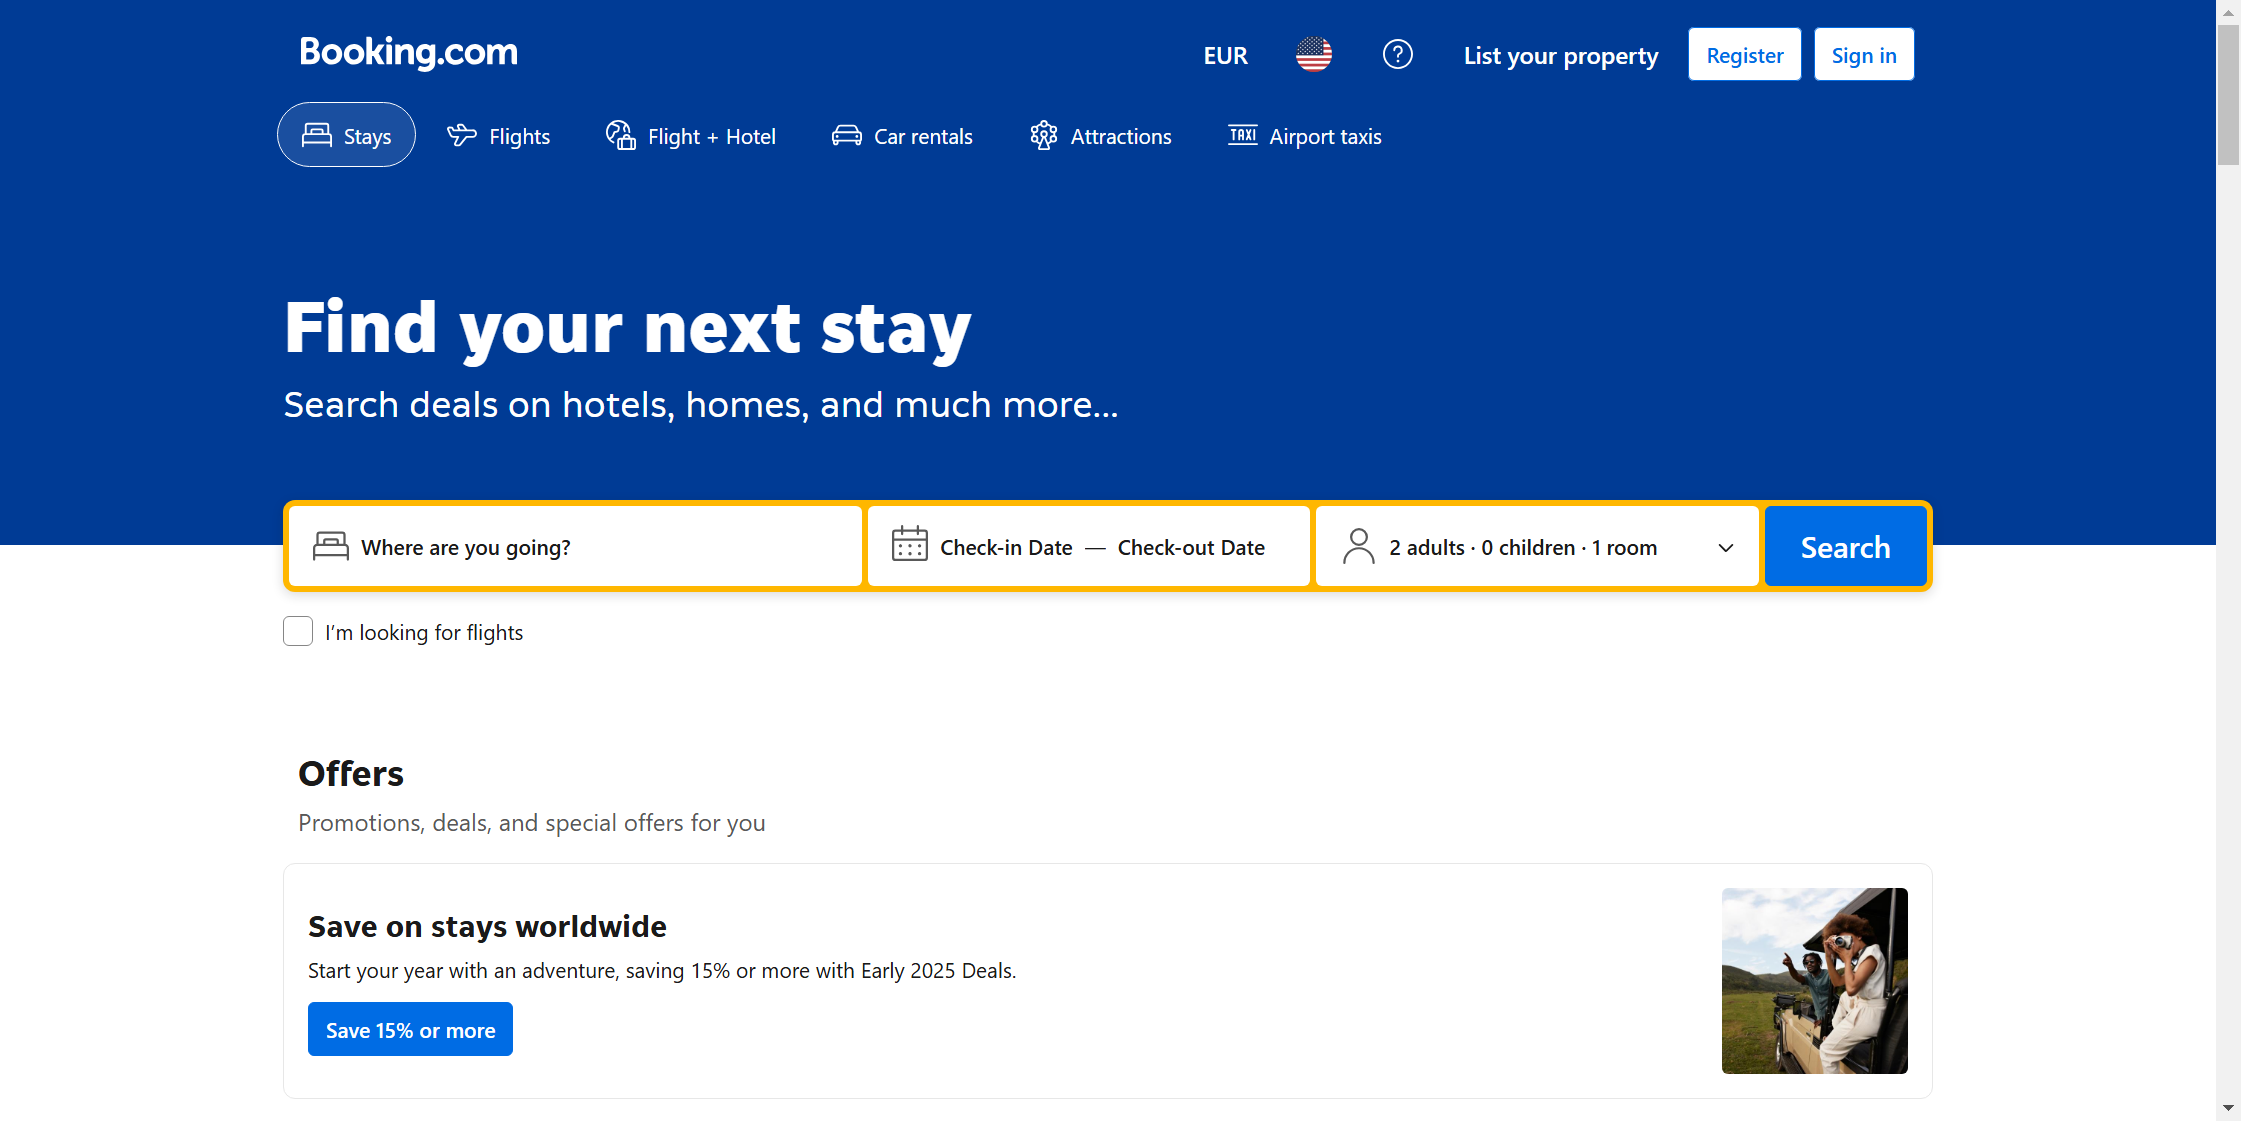 Booking.com
EUR
List your property
Register
Sign in
Stays
Flights
Flight + Hotel
Car rentals
Attractions
TAXI Airport taxis
Find your next stay
Search deals on hotels, homes, and much more...
Where are you going?
Check-in Date — Check-out Date
2 adults · 0 children · 1 room
Search
I’m looking for flights
Offers
Promotions, deals, and special offers for you
Save on stays worldwide
Start your year with an adventure, saving 15% or more with Early 2025 Deals.
Save 15% or more